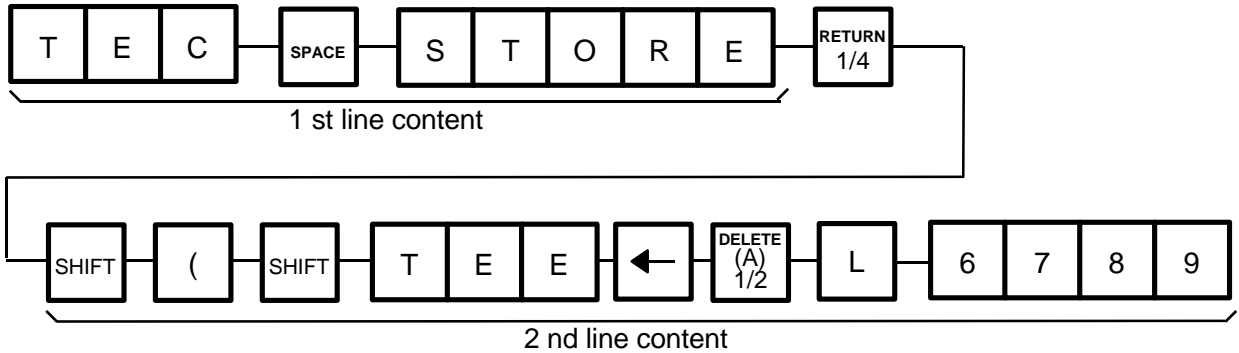 T E C SPACE S T O R E RETURN 1/4
1 st line content
SHIFT ( SHIFT T E E ← DELETE (A) 1/2 L 6 7 8 9
2 nd line content